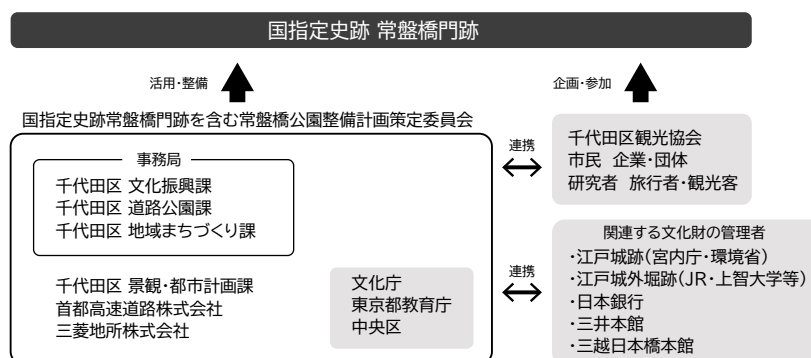 国指定史跡 常盤橋門跡
活用・整備
企画・参加
国指定史跡常盤橋門跡を含む常盤橋公園整備計画策定委員会
事務局
千代田区 文化振興課
千代田区 道路公園課
千代田区 地域まちづくり課
千代田区 景観・都市計画課
首都高速道路株式会社
三菱地所株式会社
文化庁
東京都教育庁
中央区
連携
千代田区観光協会
市民 企業・団体
研究者 旅行者・観光客
連携
関連する文化財の管理者
・江戸城跡(宮内庁・環境省)
・江戸城外堀跡(JR・上智大学等)
・日本銀行
・三井本館
・三越日本橋本館